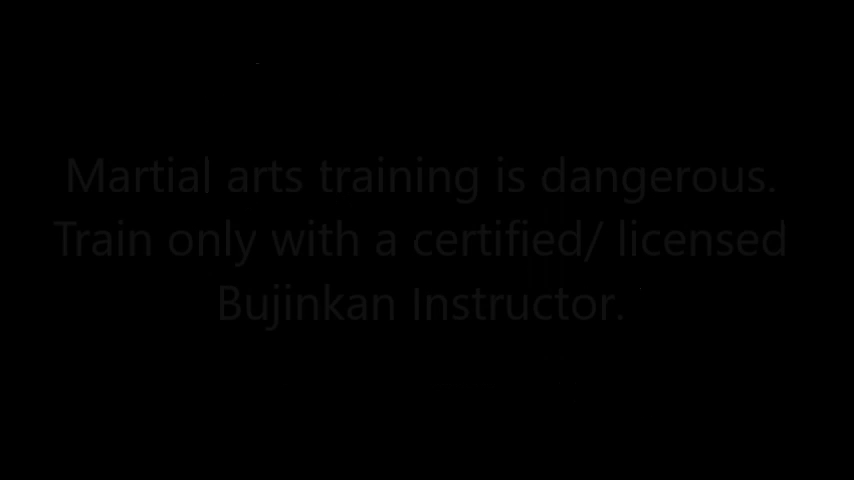 Martial arts training is dangerous.
Train only with a certified/ licensed
Bujinkan Instructor.